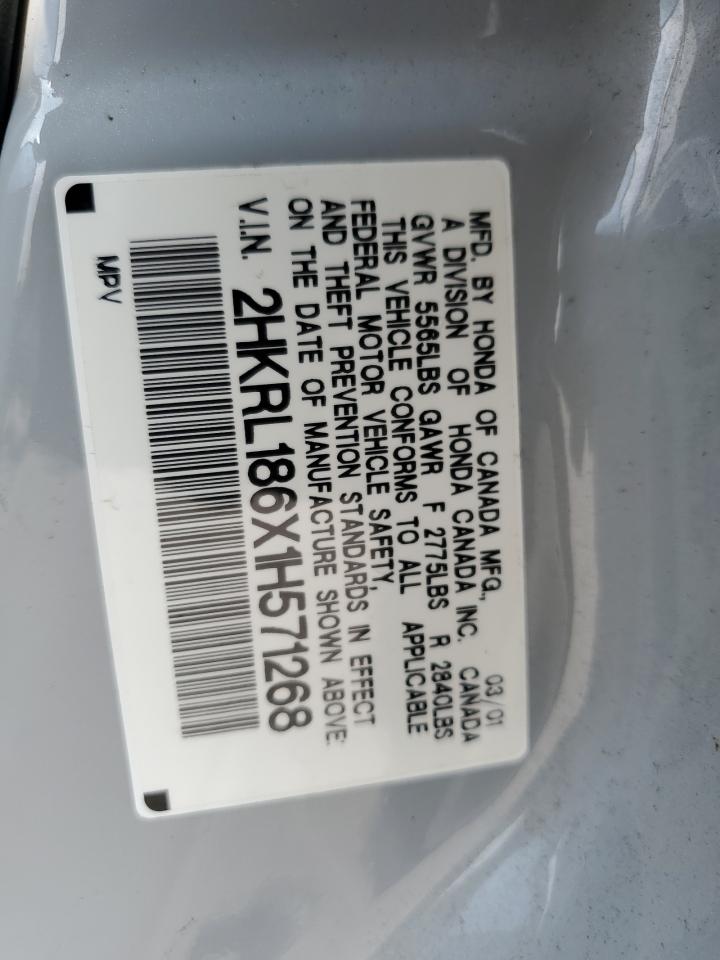 MFD. BY HONDA OF CANADA MFG., 03/01
A DIVISION OF HONDA CANADA INC. CANADA
GVWR 5565LBS GAWR F 2775LBS R 2840LBS
THIS VEHICLE CONFORMS TO ALL APPLICABLE
FEDERAL MOTOR VEHICLE SAFETY,
AND THEFT PREVENTION STANDARDS IN EFFECT
ON THE DATE OF MANUFACTURE SHOWN ABOVE:
V.I.N. 2HKRL186X1H571268
MPV